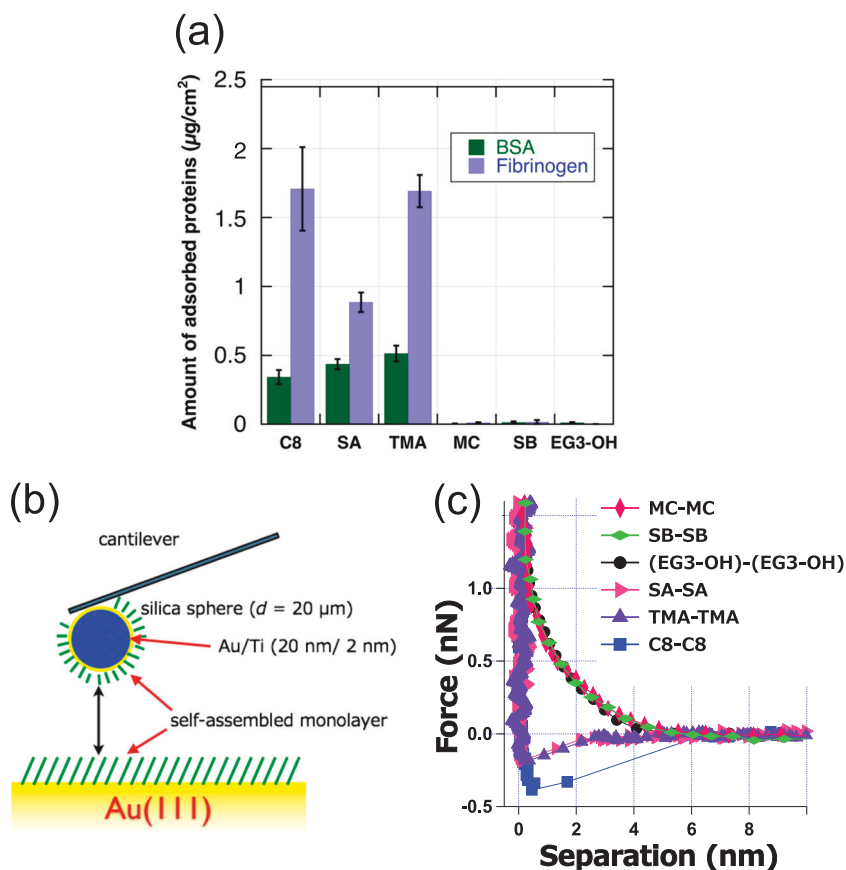 (a)
Amount of adsorbed proteins (µg/cm²)
2.5
2
1.5
1
0.5
0
BSA
Fibrinogen
C8 SA TMA MC SB EG3-OH
(b)
cantilever
silica sphere (d = 20 µm)
Au/Ti (20 nm/ 2 nm)
self-assembled monolayer
Au(111)
(c)
MC-MC
SB-SB
(EG3-OH)-(EG3-OH)
SA-SA
TMA-TMA
C8-C8
Force (nN)
1.0
0.5
0.0
-0.5
0 2 4 6 8
Separation (nm)